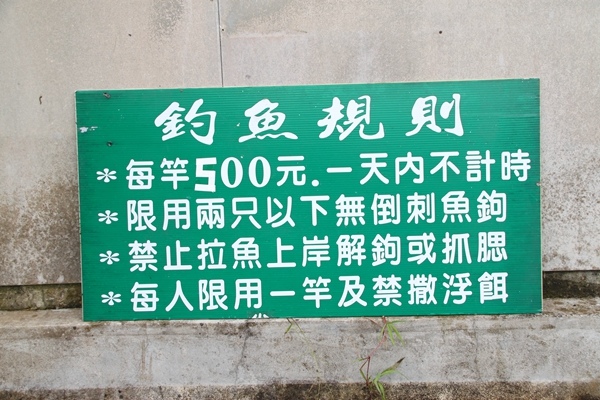 釣魚規則
*每竿500元.一天內不計時
*限用兩只以下無倒刺魚鉤
*禁止拉魚上岸解鉤或抓腮
*每人限用一竿及禁撒浮餌